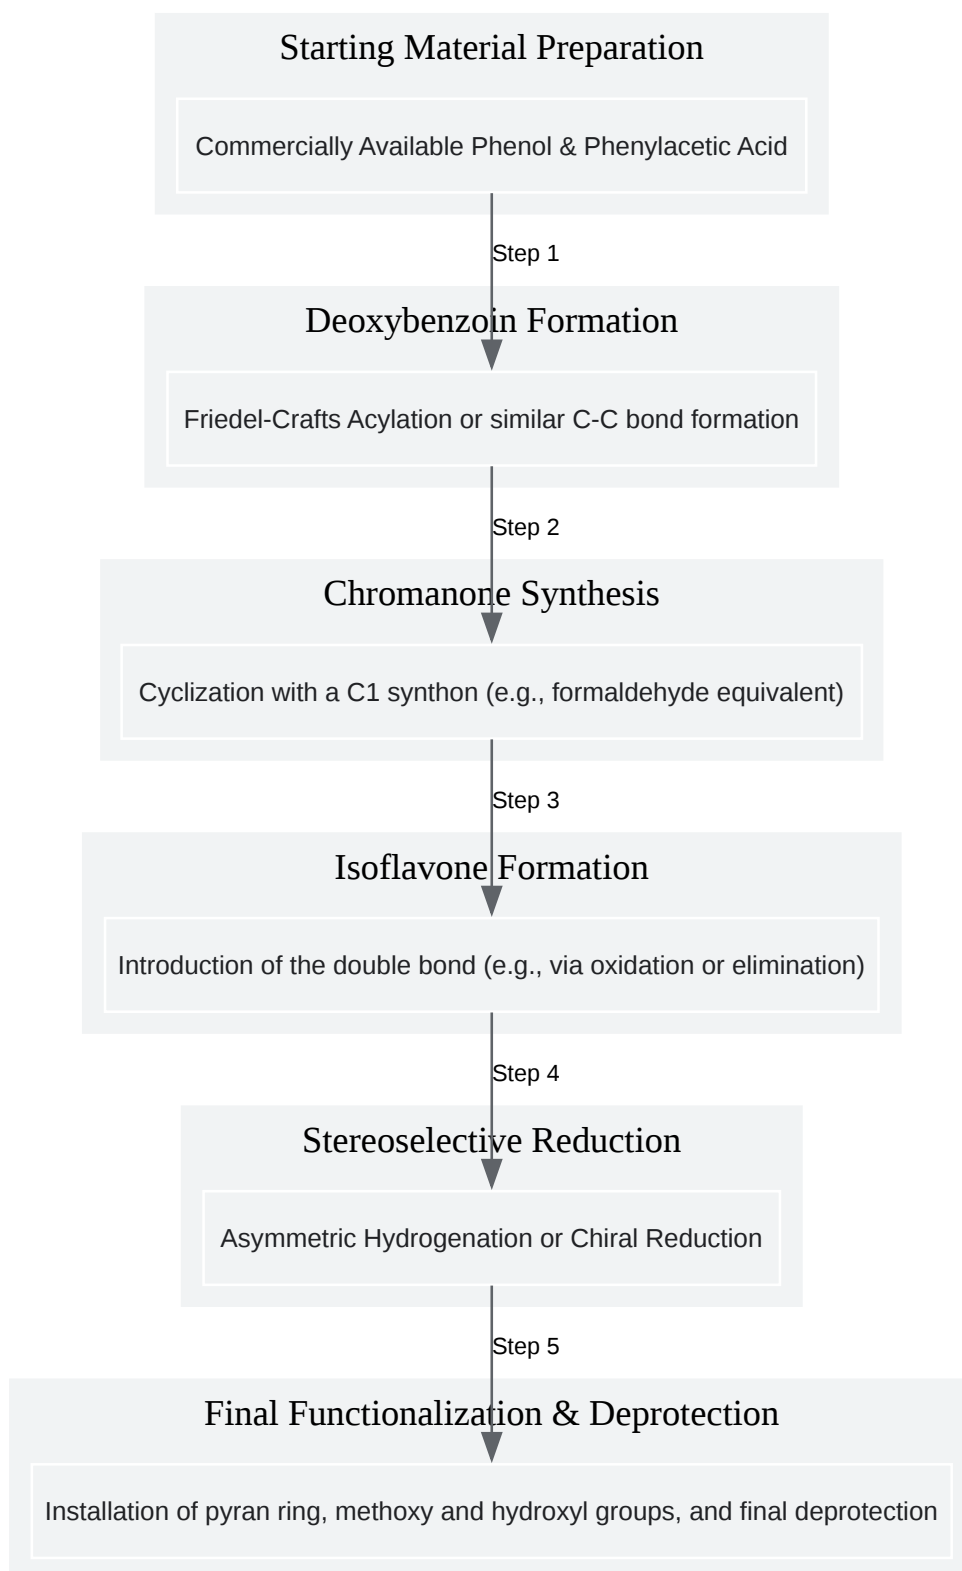 Starting Material Preparation
Commercially Available Phenol & Phenylacetic Acid
Step 1
Deoxybenzoin Formation
Friedel-Crafts Acylation or similar C-C bond formation
Step 2
Chromanone Synthesis
Cyclization with a C1 synthon (e.g., formaldehyde equivalent)
Step 3
Isoflavone Formation
Introduction of the double bond (e.g., via oxidation or elimination)
Step 4
Stereoselective Reduction
Asymmetric Hydrogenation or Chiral Reduction
Step 5
Final Functionalization & Deprotection
Installation of pyran ring, methoxy and hydroxyl groups, and final deprotection